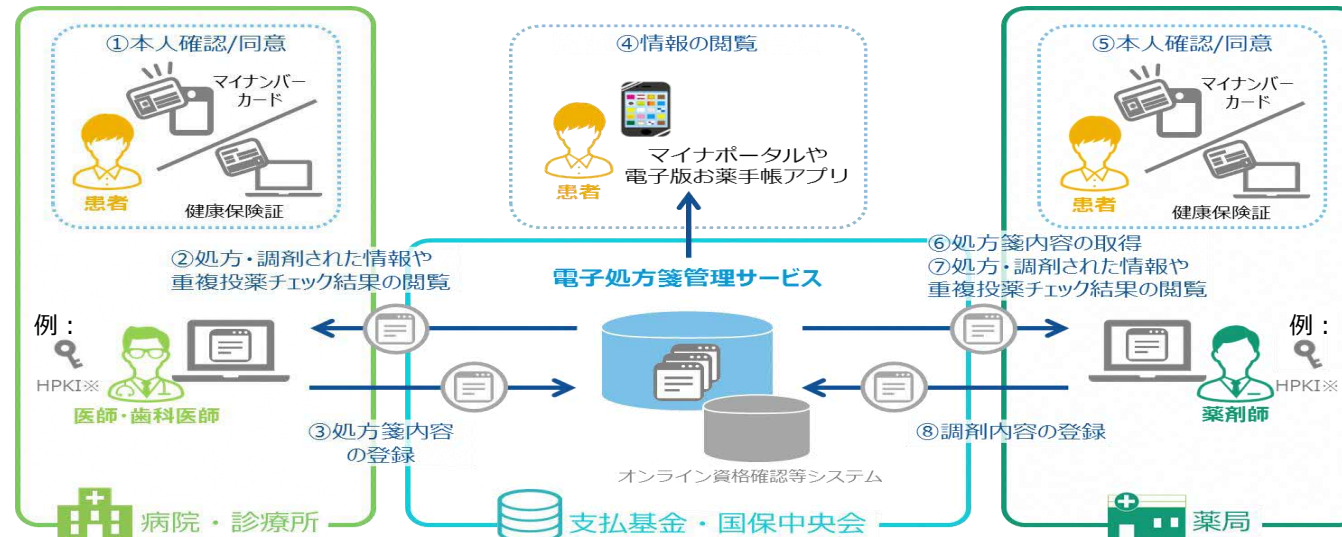 ①本人確認/同意
マイナンバー
カード
患者
健康保険証
②処方・調剤された情報や
重複投薬チェック結果の閲覧
例：
HPKI※
医師・歯科医師
③処方箋内容
の登録
病院・診療所
④情報の閲覧
患者
マイナポータルや
電子版お薬手帳アプリ
電子処方箋管理サービス
オンライン資格確認等システム
支払基金・国保中央会
⑤本人確認/同意
マイナンバー
カード
患者
健康保険証
⑥処方箋内容の取得
⑦処方・調剤された情報や
重複投薬チェック結果の閲覧
例：
HPKI※
薬剤師
⑧調剤内容の登録
薬局